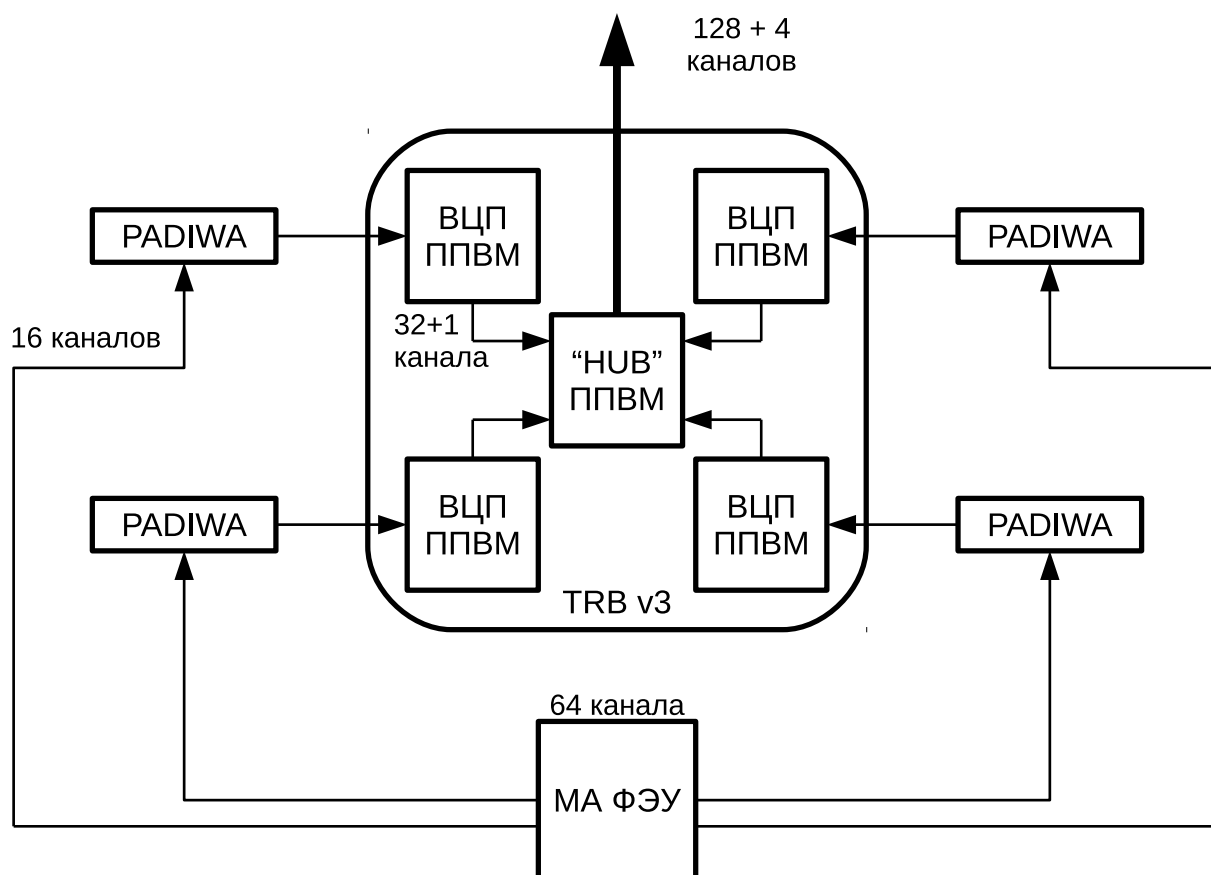 128 + 4
каналов
ВЦП
ППВМ
ВЦП
ППВМ
PADIWA
PADIWA
16 каналов
32+1
канала
“HUB”
ППВМ
ВЦП
ППВМ
ВЦП
ППВМ
PADIWA
PADIWA
TRB v3
64 канала
МА ФЭУ